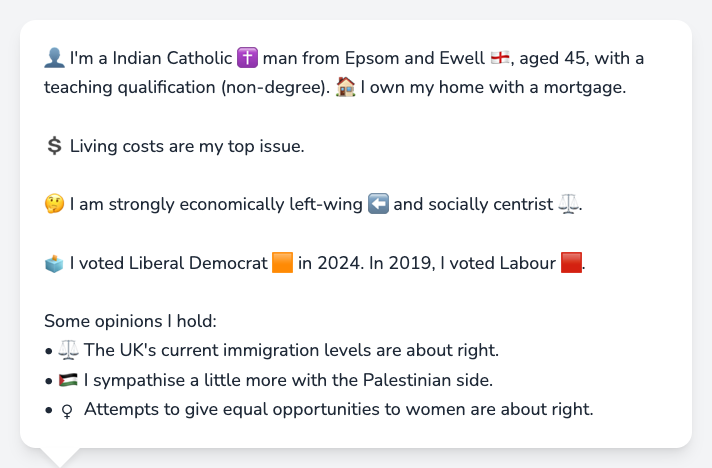 👤 I'm a Indian Catholic ✝️ man from Epsom and Ewell 🏴󠁧󠁢󠁥󠁮󠁧󠁿, aged 45, with a
teaching qualification (non-degree). 🏠 I own my home with a mortgage.
💲 Living costs are my top issue.
🤔 I am strongly economically left-wing ⬅️ and socially centrist ⚖️.
🗳️ I voted Liberal Democrat 🟧 in 2024. In 2019, I voted Labour 🟥.
Some opinions I hold:
• ⚖️ The UK's current immigration levels are about right.
• 🇵🇸 I sympathise a little more with the Palestinian side.
• ♀ Attempts to give equal opportunities to women are about right.